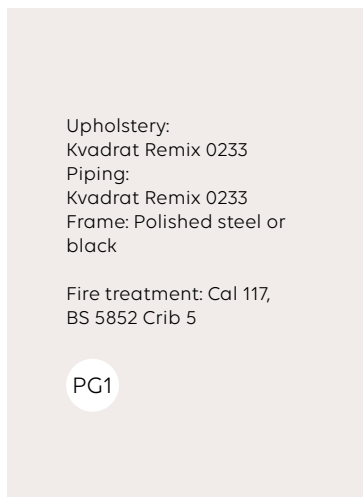 Upholstery:
Kvadrat Remix 0233
Piping:
Kvadrat Remix 0233
Frame: Polished steel or
black
Fire treatment: Cal 117,
BS 5852 Crib 5
PG1